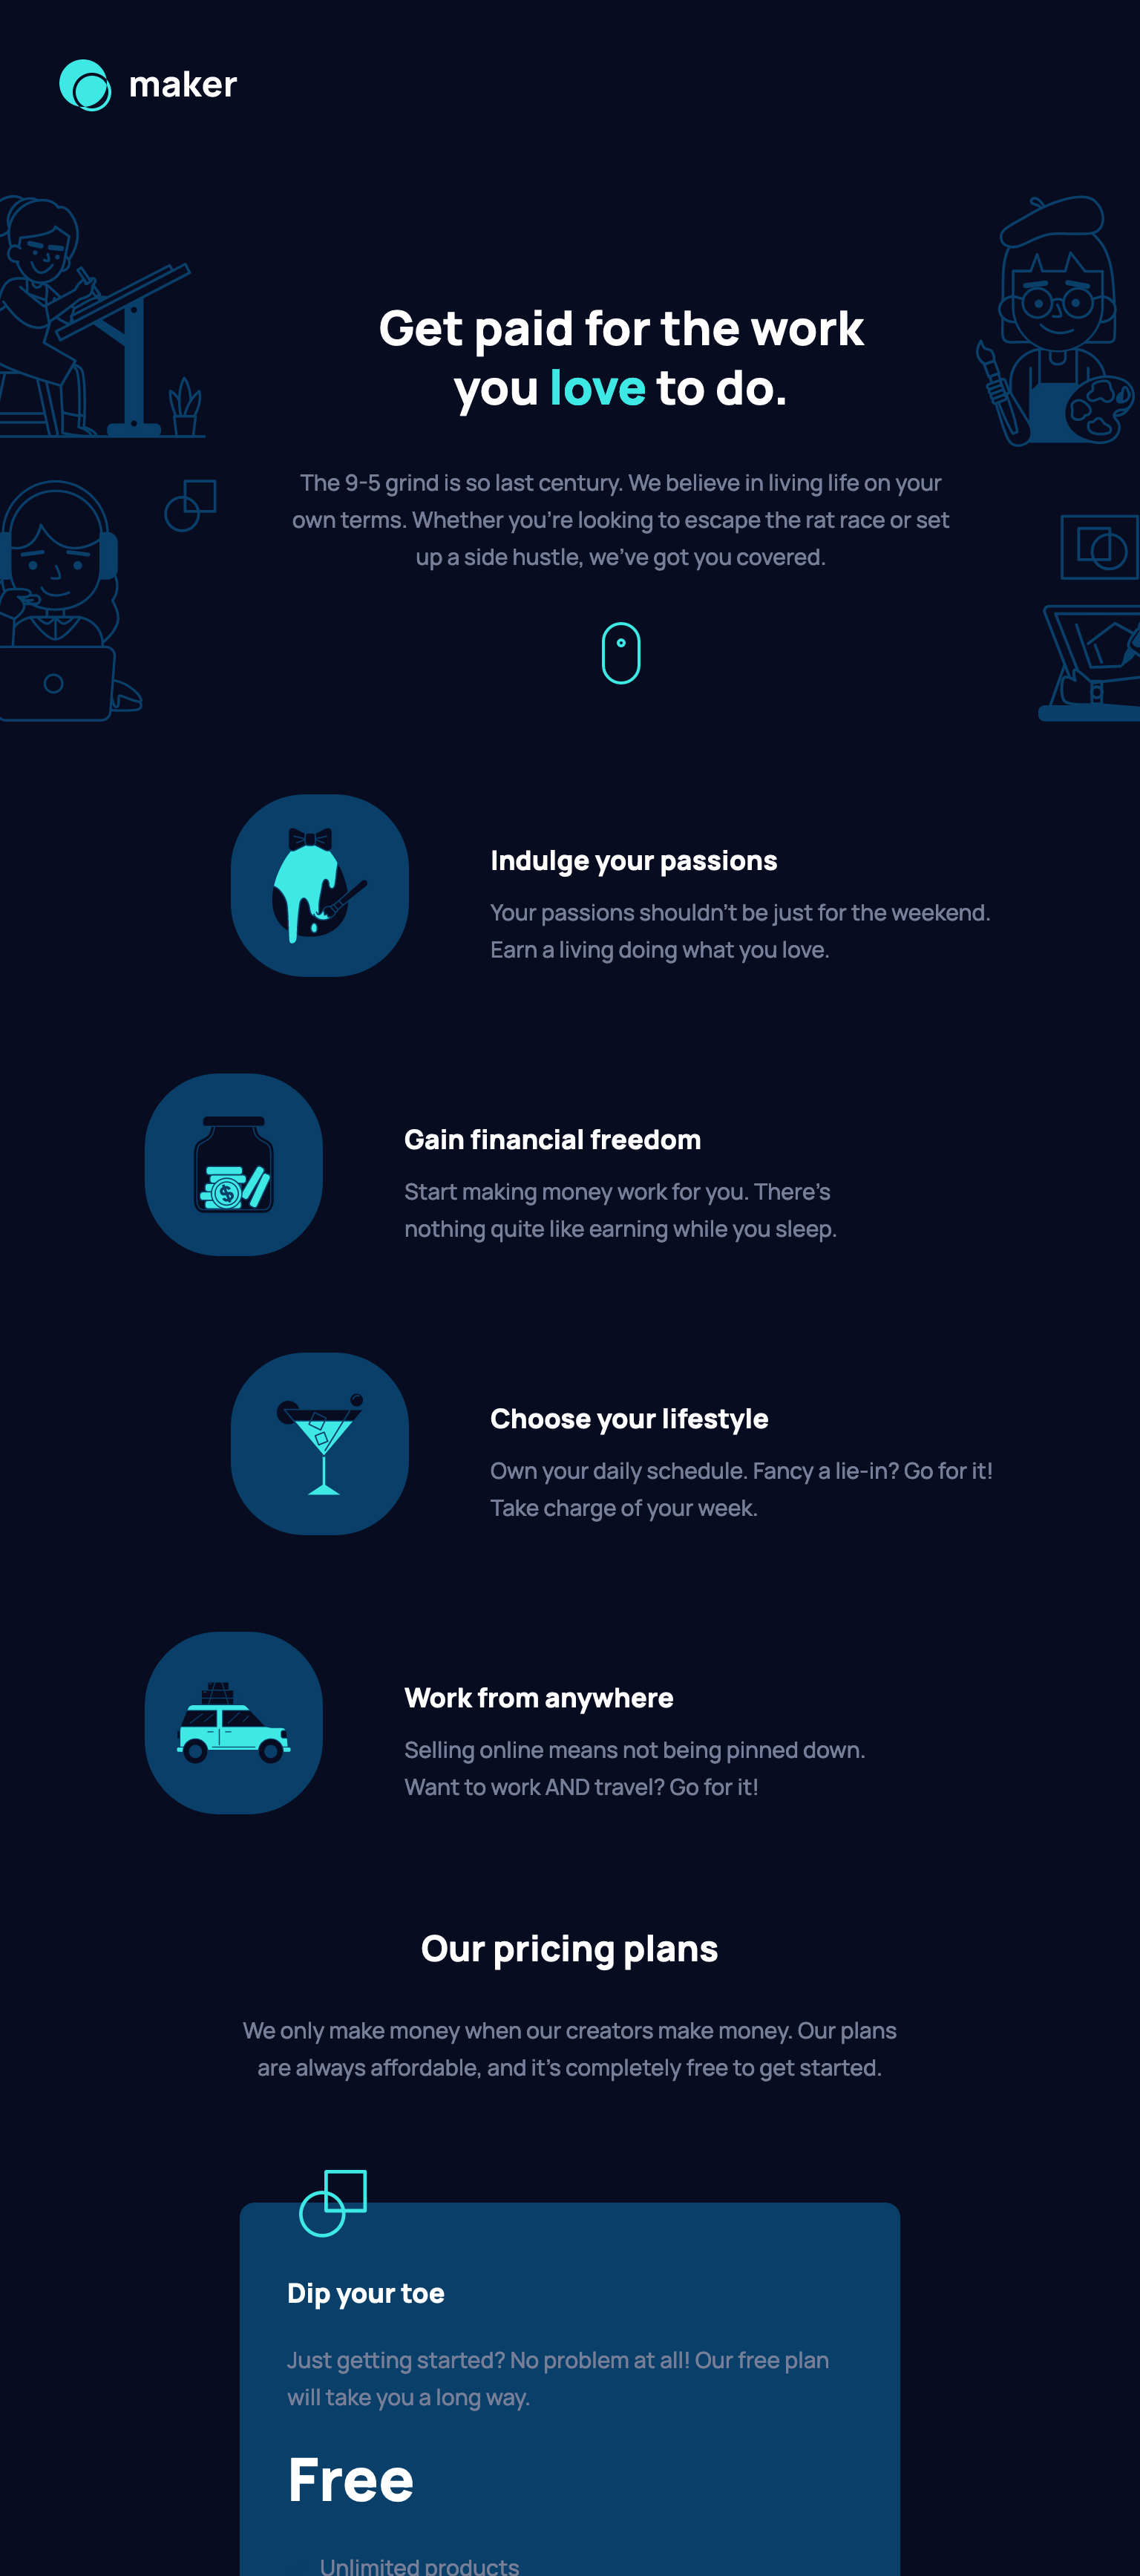 maker
Get paid for the work
you love to do.
The 9-5 grind is so last century. We believe in living life on your
own terms. Whether you’re looking to escape the rat race or set
up a side hustle, we’ve got you covered.
Indulge your passions
Your passions shouldn’t be just for the weekend.
Earn a living doing what you love.
Gain financial freedom
Start making money work for you. There’s
nothing quite like earning while you sleep.
$
Choose your lifestyle
Own your daily schedule. Fancy a lie-in? Go for it!
Take charge of your week.
Work from anywhere
Selling online means not being pinned down.
Want to work AND travel? Go for it!
Our pricing plans
We only make money when our creators make money. Our plans
are always affordable, and it’s completely free to get started.
Dip your toe
Just getting started? No problem at all! Our free plan
will take you a long way.
Free
Unlimited products